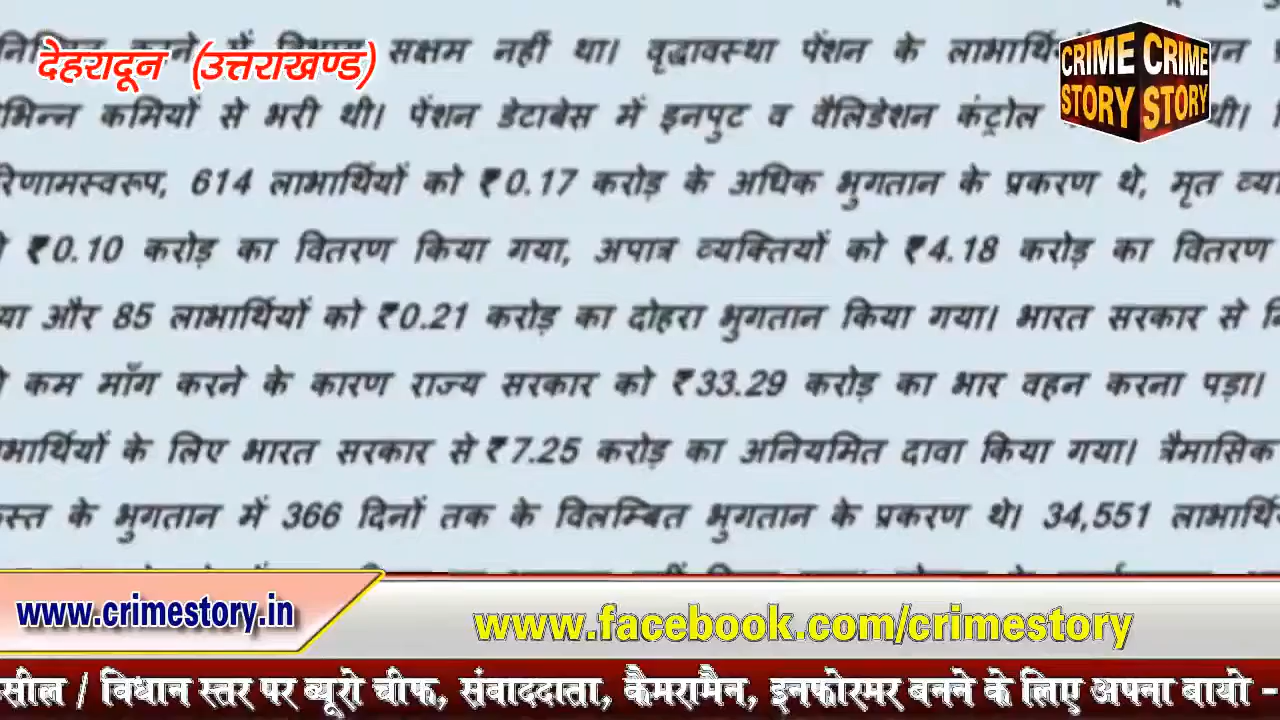 देहरादून (उत्तराखण्ड)
CRIME STORY CRIME STORY
सक्षम नहीं था। वृद्धावस्था पेंशन के
कमियों से भरी थी। पेंशन डेटाबेस में इनपुट व वैलिडेशन कंट्रोल थी।
614 लाभार्थियों को ₹0.17 करोड़ के अधिक भुगतान के प्रकरण थे, मृत
₹0.10 करोड़ का वितरण किया गया, अपात्र व्यक्तियों को ₹4.18 करोड़ का वितरण
और 85 लाभार्थियों को ₹0.21 करोड़ का दोहरा भुगतान किया गया। भारत सरकार से
कम माँग करने के कारण राज्य सरकार को ₹33.29 करोड़ का भार वहन करना पड़ा।
के लिए भारत सरकार से ₹7.25 करोड़ का अनियमित दावा किया गया। त्रैमासिक
के भुगतान में 366 दिनों तक के विलम्बित भुगतान के प्रकरण थे। 34,551
www.crimestory.in
www.facebook.com/crimestory
सील / विधान स्तर पर ब्यूरो चीफ, संवाददाता, कैमरामैन, इनफोरमर बनने के लिए अपना बायो -